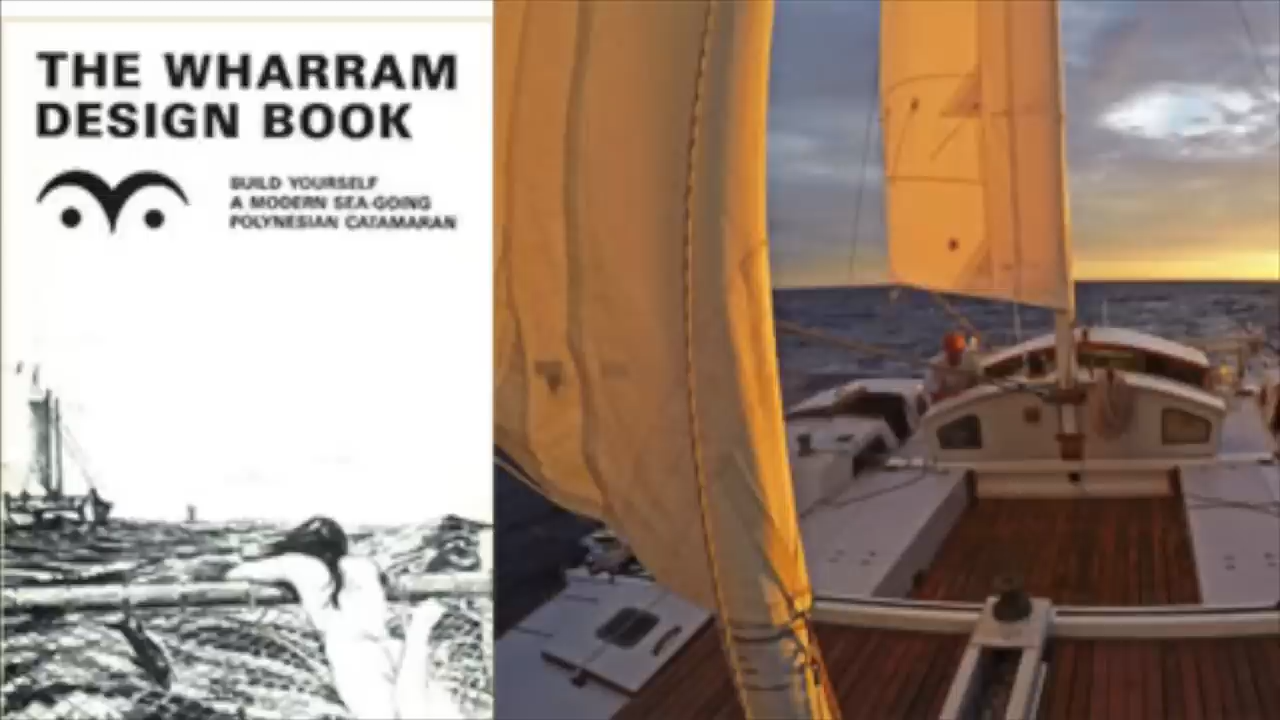 THE WHARRAM
DESIGN BOOK
BUILD YOURSELF
A MODERN SEA-GOING
POLYNESIAN CATAMARAN